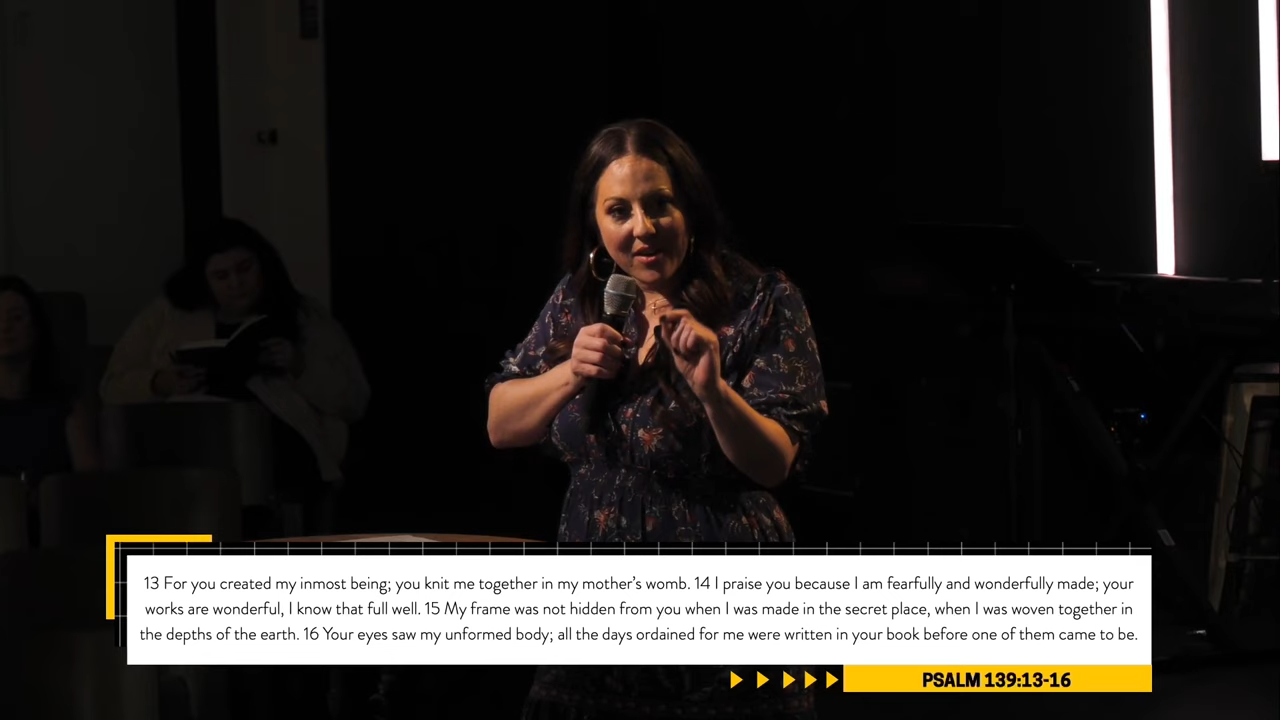 13 For you created my inmost being; you knit me together in my mother's womb. 14 I praise you because I am fearfully and wonderfully made; your
works are wonderful, I know that full well. 15 My frame was not hidden from you when I was made in the secret place, when I was woven together in
the depths of the earth. 16 Your eyes saw my unformed body; all the days ordained for me were written in your book before one of them came to be.
PSALM 139:13-16